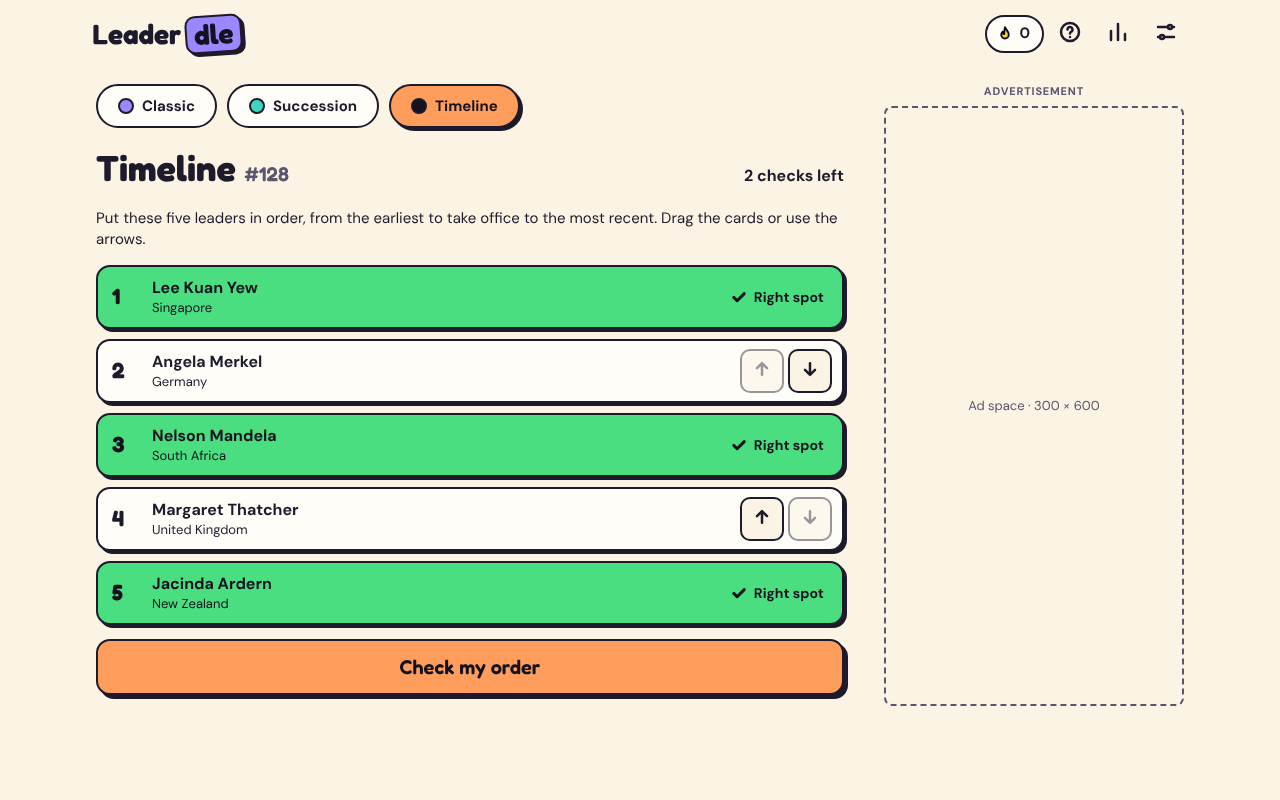 Leader dle
0
Classic
Succession
Timeline
ADVERTISEMENT
Timeline #128
2 checks left
Put these five leaders in order, from the earliest to take office to the most recent. Drag the cards or use the
arrows.
1
Lee Kuan Yew
Singapore
Right spot
2
Angela Merkel
Germany
3
Nelson Mandela
South Africa
Right spot
4
Margaret Thatcher
United Kingdom
5
Jacinda Ardern
New Zealand
Right spot
Check my order
Ad space · 300 × 600